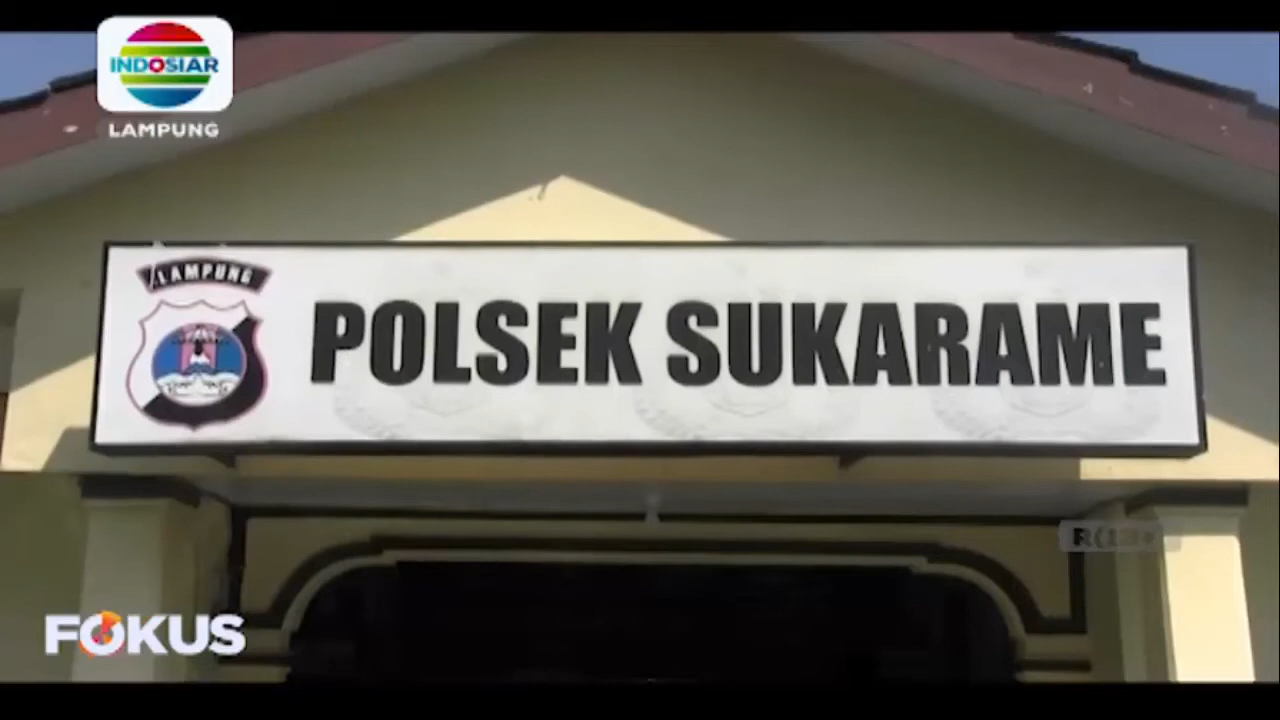 INDOSIAR
LAMPUNG
LAMPUNG
POLSEK SUKARAME
FOKUS